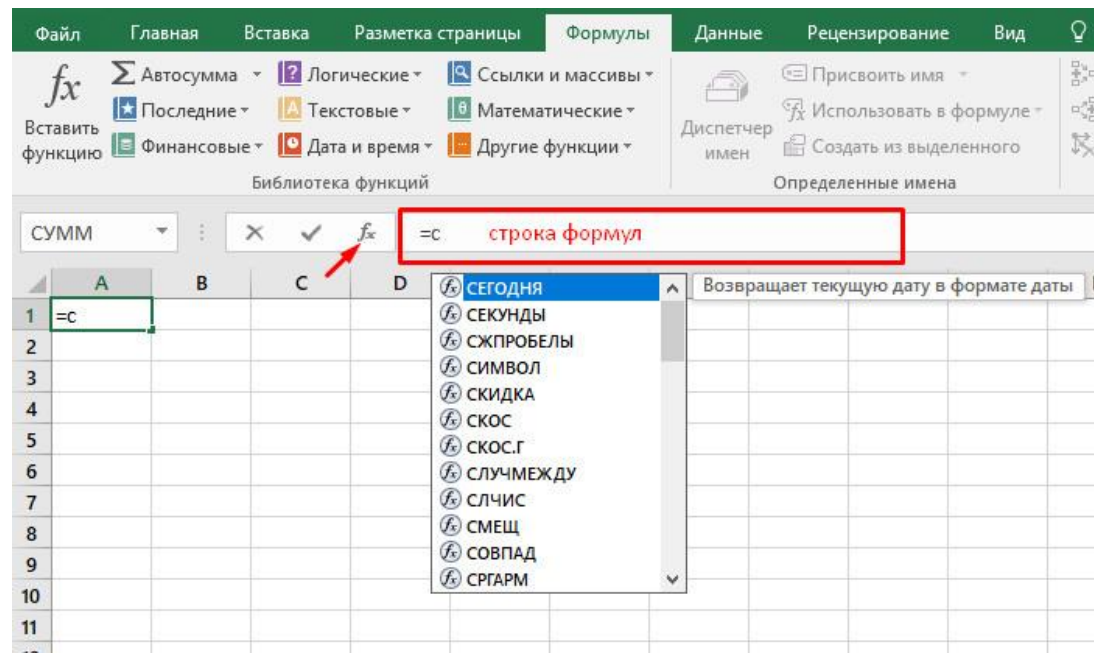 Файл Главная Вставка Разметка страницы Формулы Данные Рецензирование Вид
fx Вставить функцию
Σ Автосумма Логические Ссылки и массивы
Последние Текстовые Математические
Финансовые Дата и время Другие функции
Библиотека функций
Диспетчер имен
Присвоить имя
Использовать в формуле
Создать из выделенного
Определенные имена
СУММ fx =с строка формул
A B C D
СЕГОДНЯ Возвращает текущую дату в формате даты
1 =с
СЕКУНДЫ
2 СЖПРОБЕЛЫ
3 СИМВОЛ
4 СКИДКА
СКОС
5 СКОС.Г
6 СЛУЧМЕЖДУ
7 СЛЧИС
8 СМЕЩ
9 СОВПАД
10 СРГАРМ
11